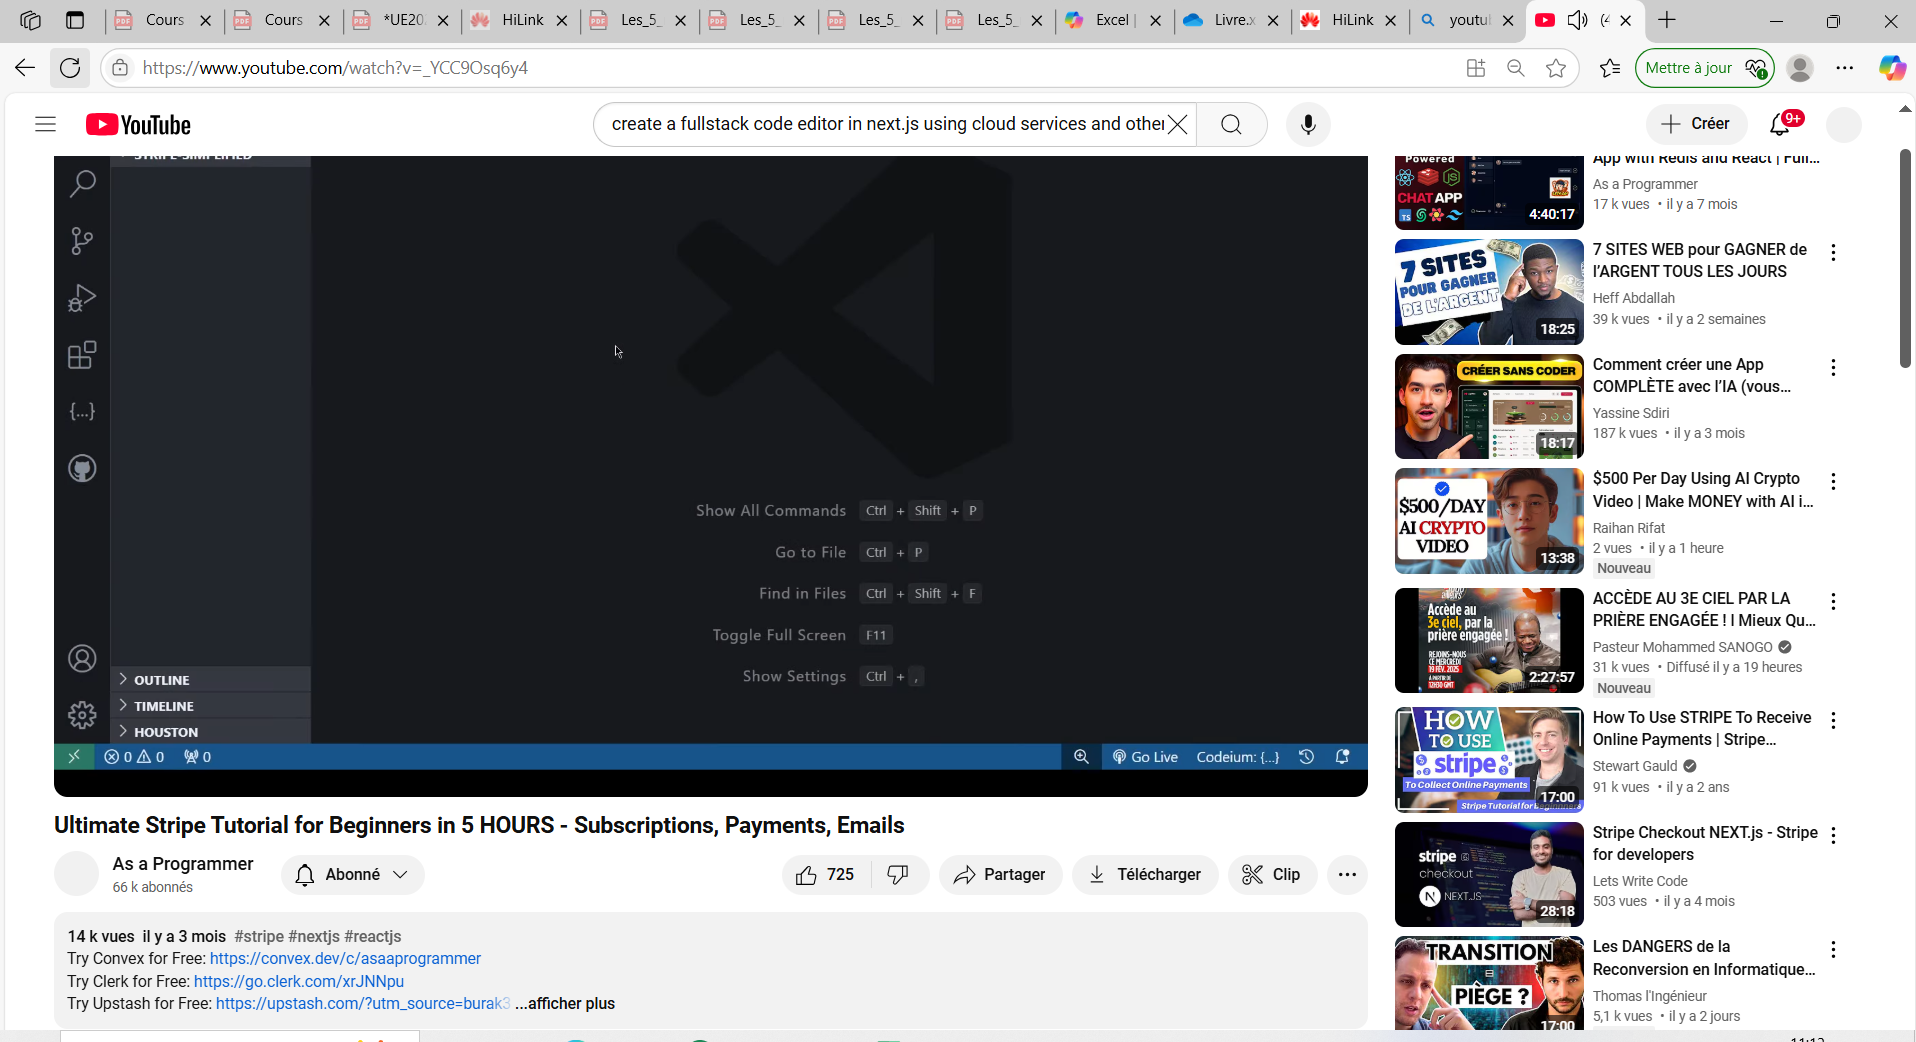 Cours
Cours
*UE20
HiLink
Les_5_
Les_5_
Les_5_
Les_5_
Excel |
Livre.x
HiLink
youtu
https://www.youtube.com/watch?v=_YCC9Osq6y4
Mettre à jour
YouTube
create a fullstack code editor in next.js using cloud services and other
Créer
9+
STRIPE-SIMPLIFIED
Show All Commands Ctrl + Shift + P
Go to File Ctrl + P
Find in Files Ctrl + Shift + F
Toggle Full Screen F11
Show Settings Ctrl + ,
OUTLINE
TIMELINE
HOUSTON
0 0 0
Go Live Codeium: {...}
Ultimate Stripe Tutorial for Beginners in 5 HOURS - Subscriptions, Payments, Emails
As a Programmer
66 k abonnés
Abonné
725
Partager
Télécharger
Clip
14 k vues il y a 3 mois #stripe #nextjs #reactjs
Try Convex for Free: https://convex.dev/c/asaaprogrammer
Try Clerk for Free: https://go.clerk.com/xrJNNpu
Try Upstash for Free: https://upstash.com/?utm_source=burak3 ...afficher plus
Powered
CHAT APP
TS
4:40:17
App with Redis and React | Full...
As a Programmer
17 k vues • il y a 7 mois
7 SITES
POUR GAGNER
DE L'ARGENT
18:25
7 SITES WEB pour GAGNER de
l'ARGENT TOUS LES JOURS
Heff Abdallah
39 k vues • il y a 2 semaines
CRÉER SANS CODER
18:17
Comment créer une App
COMPLÈTE avec l'IA (vous...
Yassine Sdiri
187 k vues • il y a 3 mois
$500/DAY
AI CRYPTO
VIDEO
13:38
$500 Per Day Using AI Crypto
Video | Make MONEY with AI i...
Raihan Rifat
2 vues • il y a 1 heure
Nouveau
Accède au
3e ciel, par la
prière engagée !
REJOINS-NOUS
CE MERCREDI
19 FEV. 2025
A PARTIR DE
12H30 GMT
2:27:57
ACCÈDE AU 3E CIEL PAR LA
PRIÈRE ENGAGÉE ! I Mieux Qu...
Pasteur Mohammed SANOGO
31 k vues • Diffusé il y a 19 heures
Nouveau
HOW
TO USE
stripe
To Collect Online Payments
Stripe Tutorial for Beginners
17:00
How To Use STRIPE To Receive
Online Payments | Stripe...
Stewart Gauld
91 k vues • il y a 2 ans
stripe
checkout
N NEXT.JS
28:18
Stripe Checkout NEXT.js - Stripe
for developers
Lets Write Code
503 vues • il y a 4 mois
TRANSITION
=
PIÈGE ?
17:00
Les DANGERS de la
Reconversion en Informatique...
Thomas l'Ingénieur
5,1 k vues • il y a 2 jours